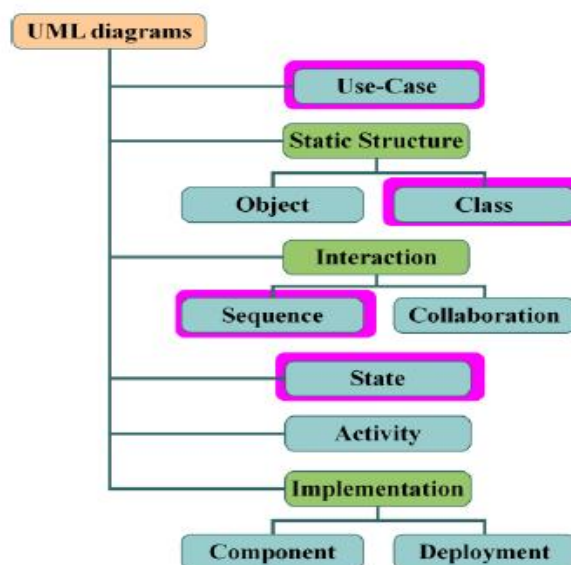 UML diagrams
Use-Case
Static Structure
Object
Class
Interaction
Sequence
Collaboration
State
Activity
Implementation
Component
Deployment